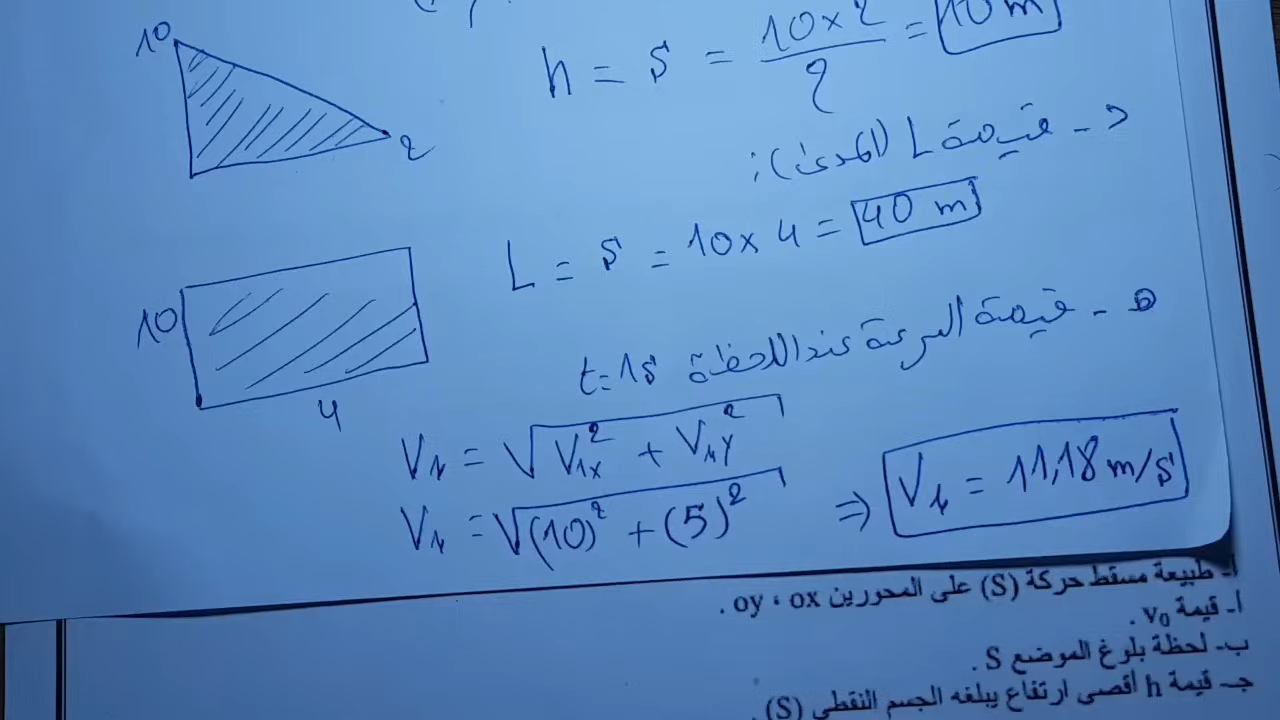 10
2
h = S = 10 x 2 / 2 = 10 m
د - قيمة L (المدى):
L = S = 10 x 4 = 40 m
10
4
ه - قيمة السرعة عند اللحظة t=1s
V₁ = √V₁ₓ² + V₁y²
V₁ = √(10)² + (5)² ⇒ V₁ = 11,18 m/s
أ- طبيعة مسقط حركة (S) على المحورين ox ، oy .
أ- قيمة v₀ .
ب- لحظة بلوغ الموضع S .
جـ- قيمة h أقصى ارتفاع يبلغه الجسم النقطي (S) .